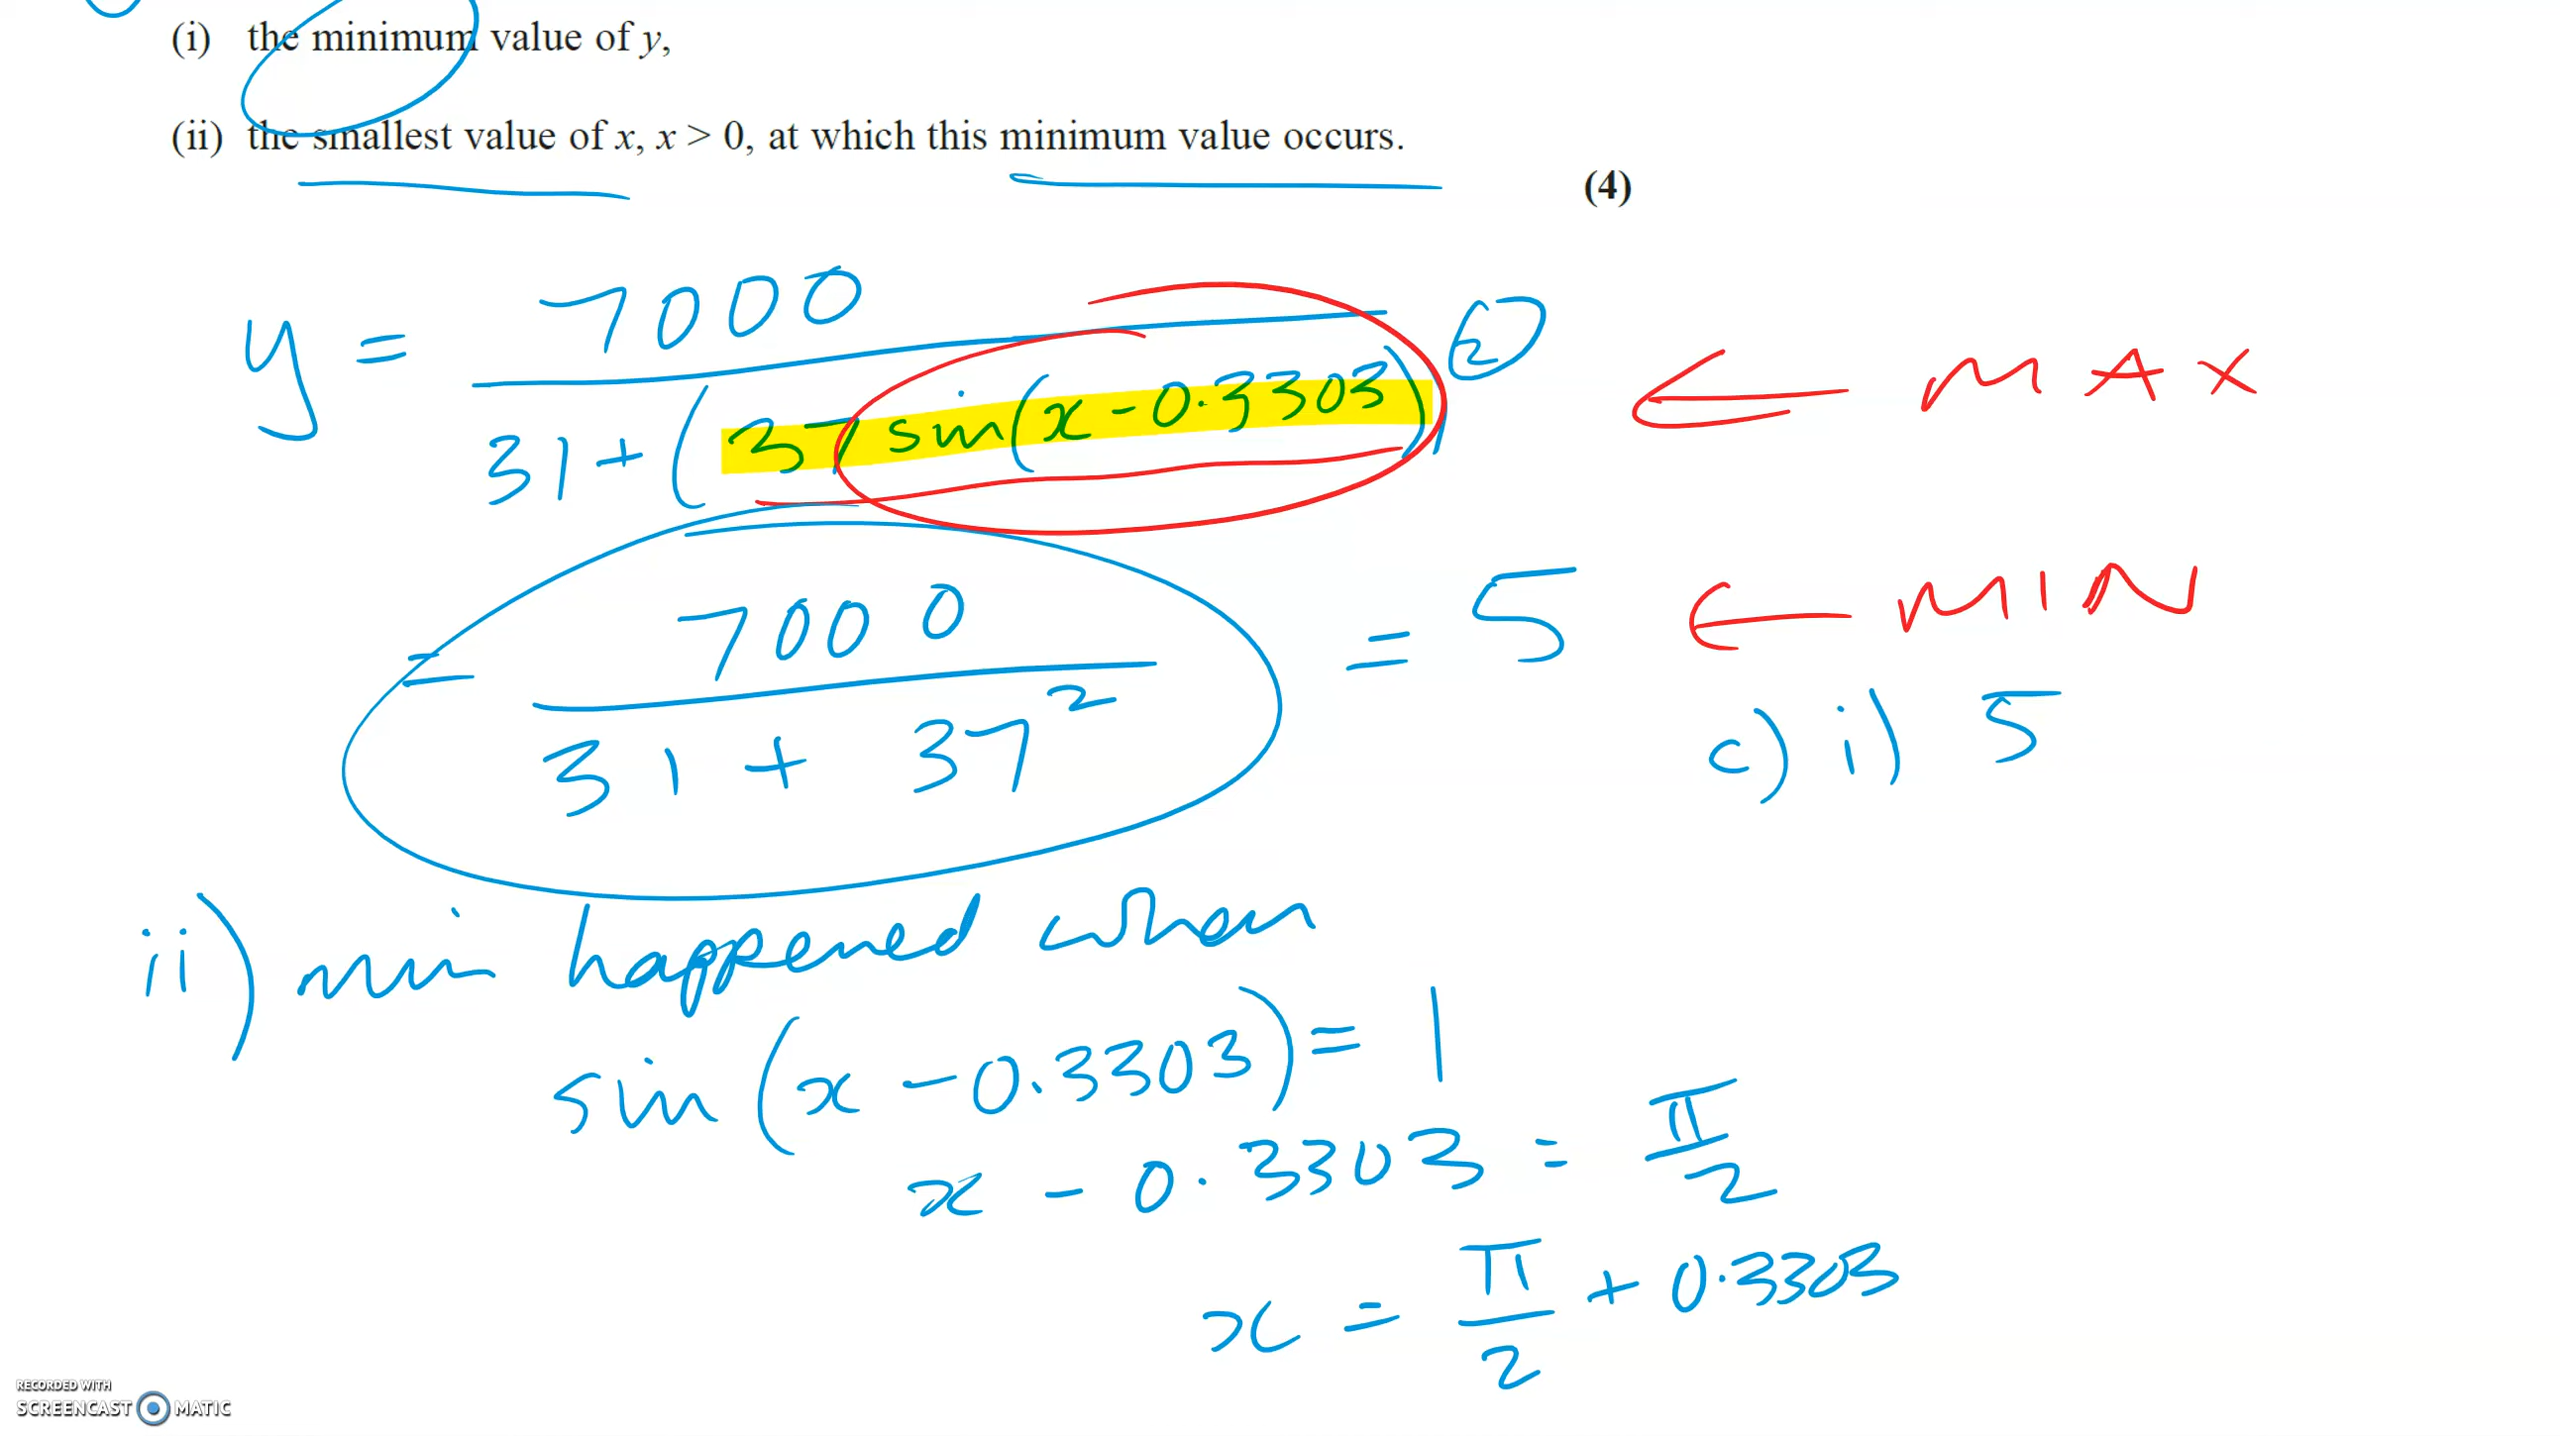 (i) the minimum value of y,
(ii) the smallest value of x, x > 0, at which this minimum value occurs.
(4)
y = 7000 / 31 + (37 sin(x - 0.3303))² ← MAX
= 7000 / 31 + 37² = 5 ← MIN
c) i) 5
ii) min happened when
sin(x - 0.3303) = 1
x - 0.3303 = π/2
x = π/2 + 0.3303
RECORDED WITH
SCREENCAST MATIC